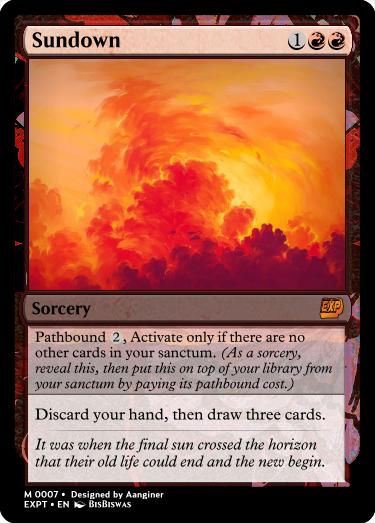 Sundown 1
EXP
Sorcery
Pathbound 2, Activate only if there are no
other cards in your sanctum. (As a sorcery,
reveal this, then put this on top of your library from
your sanctum by paying its pathbound cost.)
Discard your hand, then draw three cards.
It was when the final sun crossed the horizon
that their old life could end and the new begin.
M 0007 • Designed by Aanginer
EXPT • EN BisBiswas